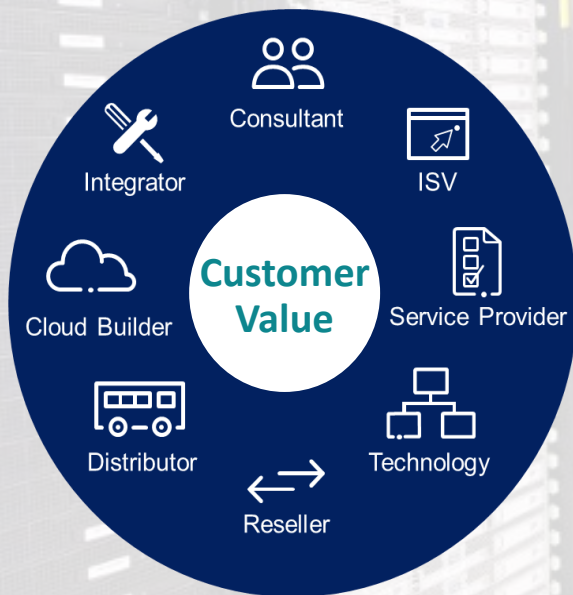 Consultant
Integrator
ISV
Customer
Value
Cloud Builder
Service Provider
Distributor
Technology
Reseller